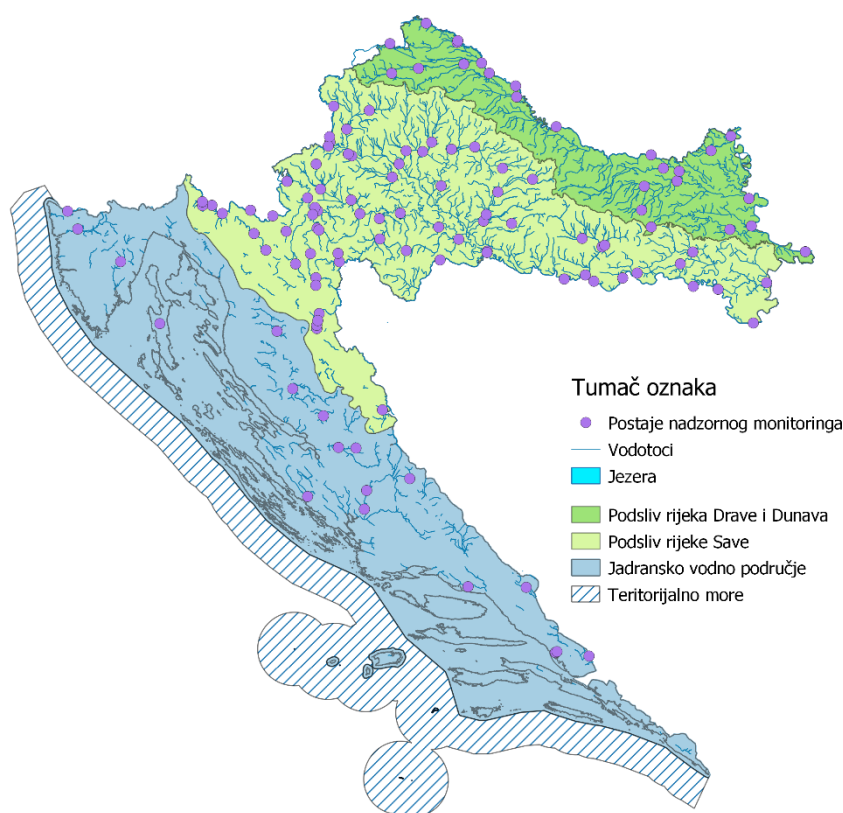 Tumač oznaka
Postaje nadzornog monitoringa
Vodotoci
Jezera
Podsliv rijeka Drave i Dunava
Podsliv rijeke Save
Jadransko vodno područje
Teritorijalno more